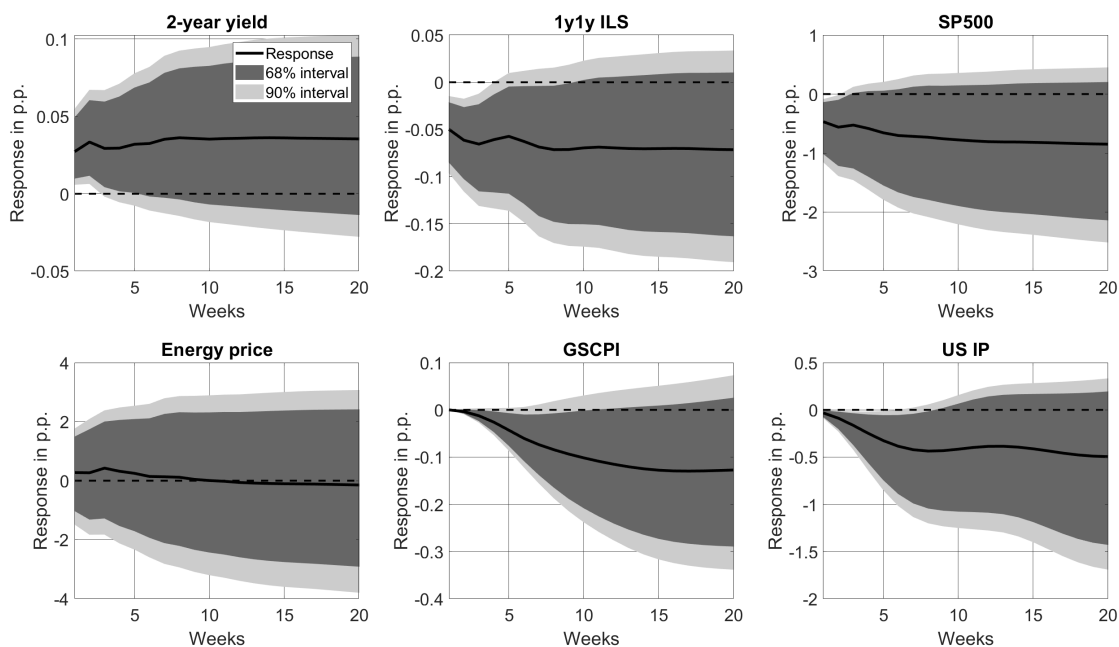 2-year yield
0.1
0.05
0
-0.05
Response in p.p.
Response
68% interval
90% interval
5
10
15
20
Weeks
1y1y ILS
0.05
0
-0.05
-0.1
-0.15
-0.2
Response in p.p.
5
10
15
20
Weeks
SP500
1
0
-1
-2
-3
Response in p.p.
5
10
15
20
Weeks
Energy price
4
2
0
-2
-4
Response in p.p.
5
10
15
20
Weeks
GSCPI
0.1
0
-0.1
-0.2
-0.3
-0.4
Response in p.p.
5
10
15
20
Weeks
US IP
0.5
0
-0.5
-1
-1.5
-2
Response in p.p.
5
10
15
20
Weeks